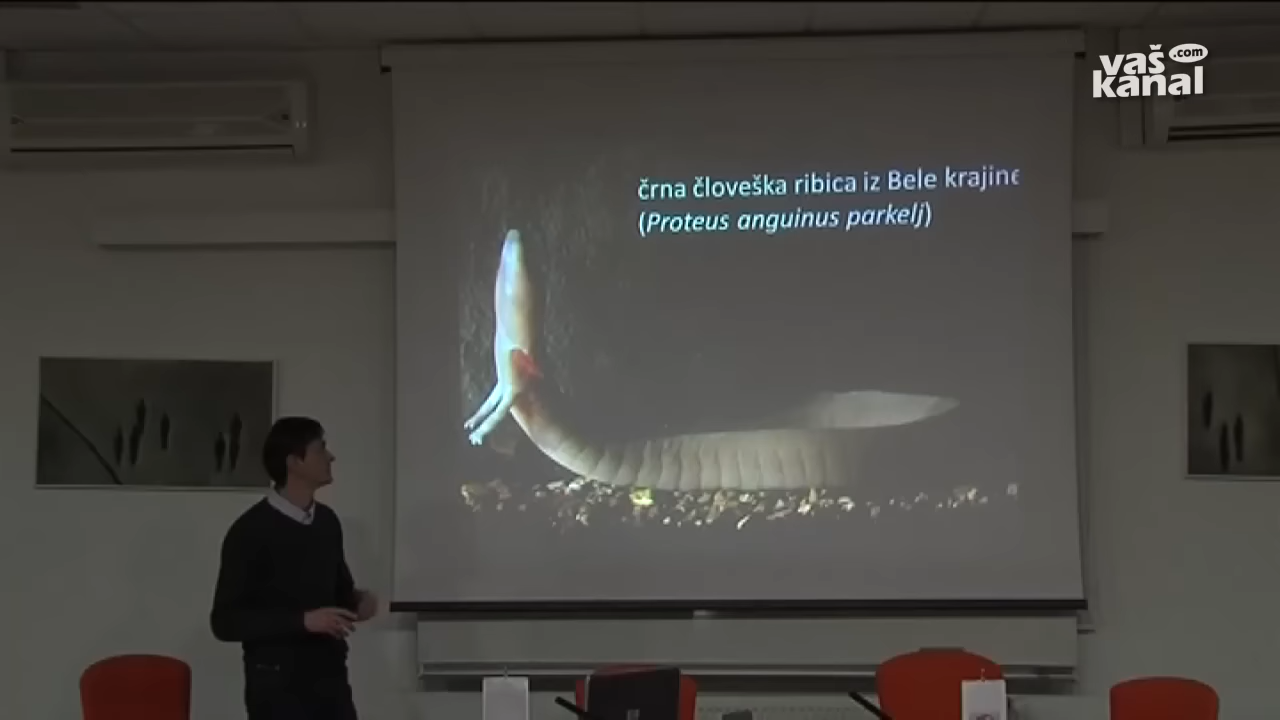 vaš .com
kanal
črna človeška ribica iz Bele krajine
(Proteus anguinus parkelj)